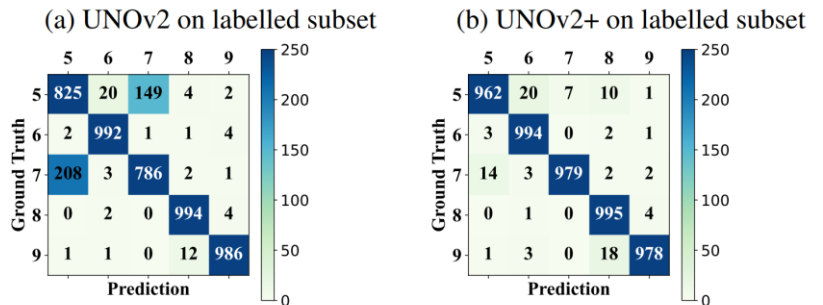 (a) UNOv2 on labelled subset
5 6 7 8 9
Ground Truth
5 825 20 149 4 2
6 2 992 1 1 4
7 208 3 786 2 1
8 0 2 0 994 4
9 1 1 0 12 986
Prediction
250
200
150
100
50
0
(b) UNOv2+ on labelled subset
5 6 7 8 9
Ground Truth
5 962 20 7 10 1
6 3 994 0 2 1
7 14 3 979 2 2
8 0 1 0 995 4
9 1 3 0 18 978
Prediction
250
200
150
100
50
0